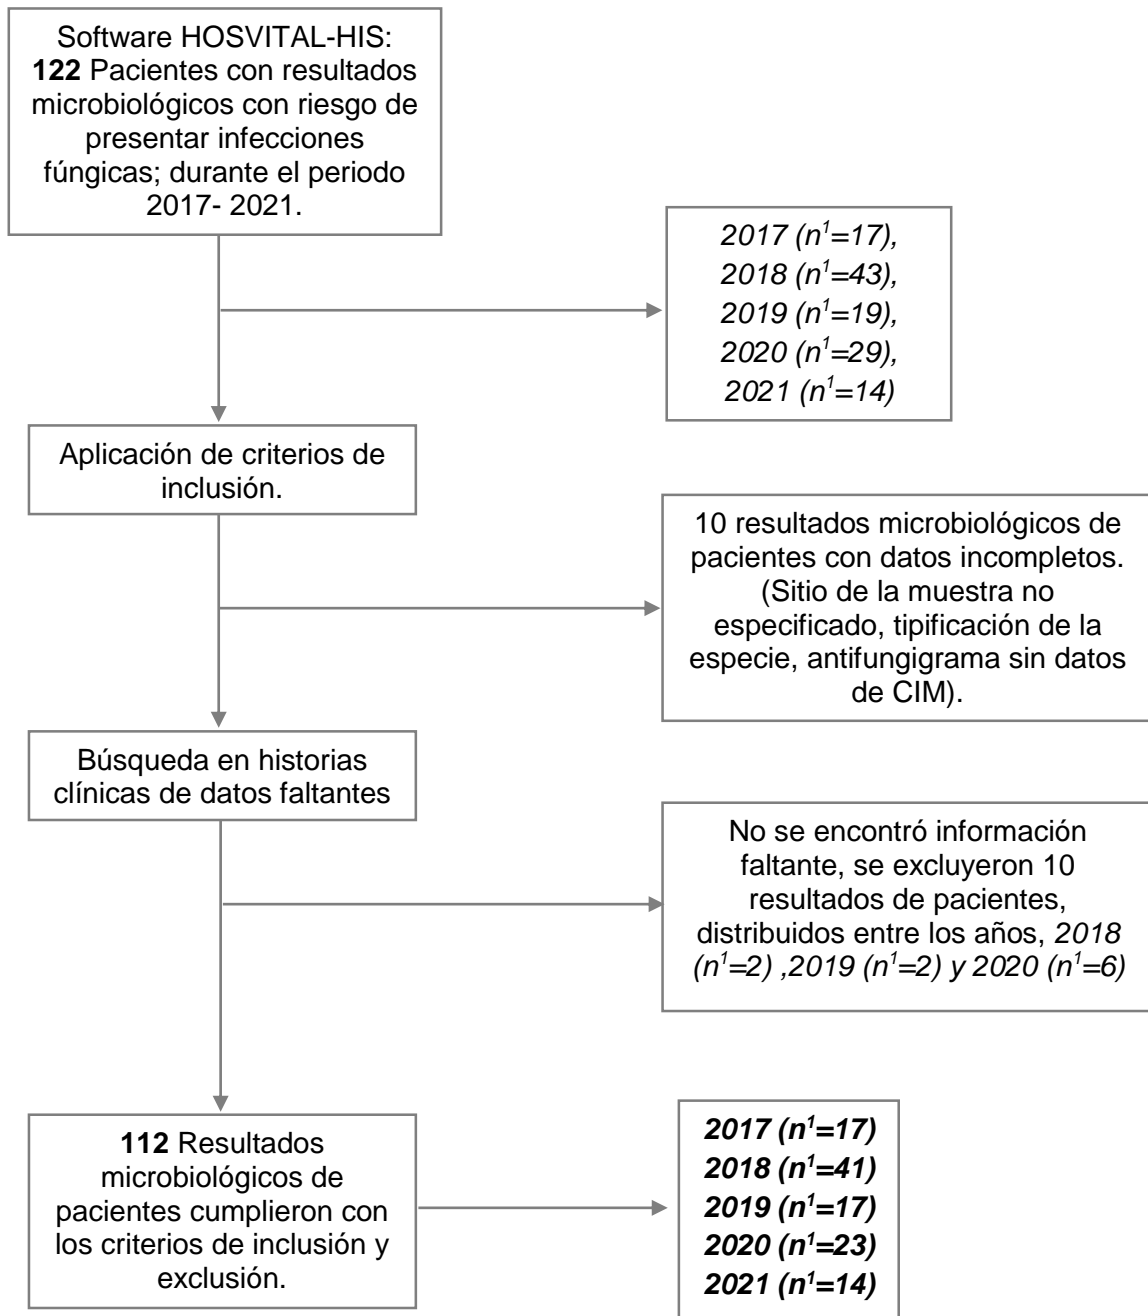 Software HOSVITAL-HIS:
122 Pacientes con resultados
microbiológicos con riesgo de
presentar infecciones
fúngicas; durante el periodo
2017- 2021.
2017 (n¹=17),
2018 (n¹=43),
2019 (n¹=19),
2020 (n¹=29),
2021 (n¹=14)
Aplicación de criterios de
inclusión.
10 resultados microbiológicos de
pacientes con datos incompletos.
(Sitio de la muestra no
especificado, tipificación de la
especie, antifungigrama sin datos
de CIM).
Búsqueda en historias
clínicas de datos faltantes
No se encontró información
faltante, se excluyeron 10
resultados de pacientes,
distribuidos entre los años, 2018
(n¹=2) ,2019 (n¹=2) y 2020 (n¹=6)
112 Resultados
microbiológicos de
pacientes cumplieron con
los criterios de inclusión y
exclusión.
2017 (n¹=17)
2018 (n¹=41)
2019 (n¹=17)
2020 (n¹=23)
2021 (n¹=14)